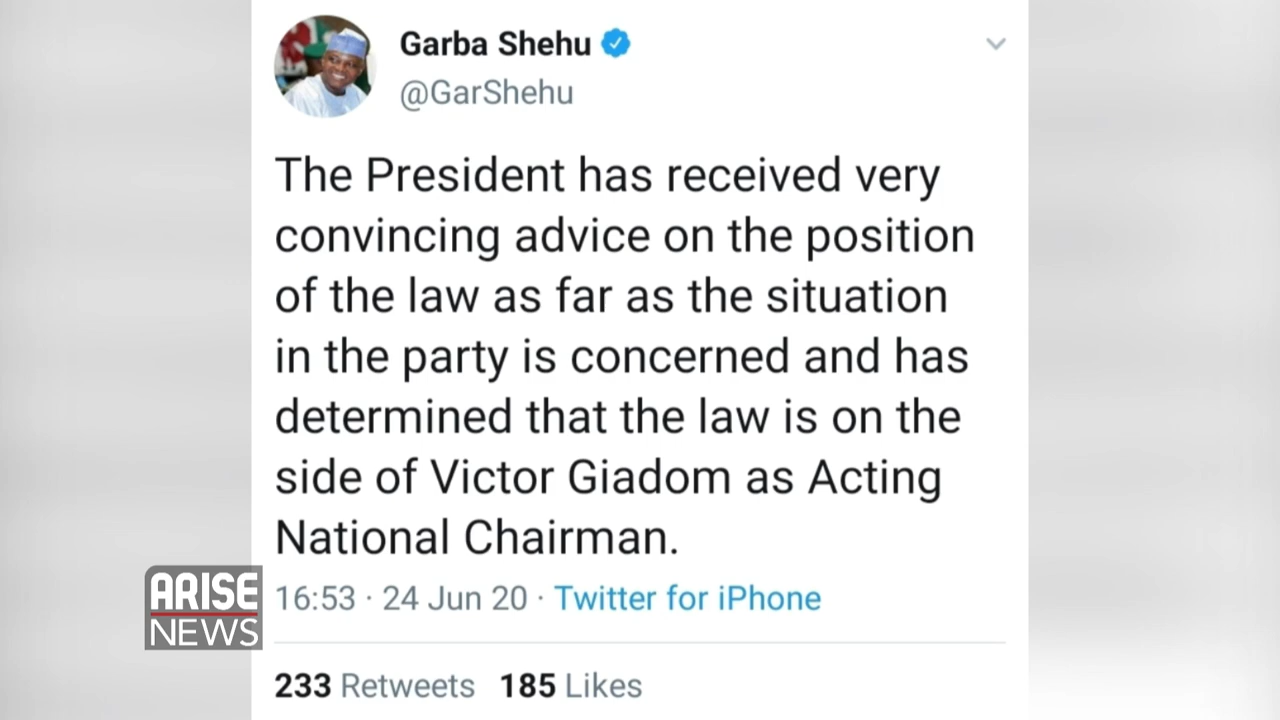 Garba Shehu
@GarShehu
The President has received very
convincing advice on the position
of the law as far as the situation
in the party is concerned and has
determined that the law is on the
side of Victor Giadom as Acting
National Chairman.
16:53 · 24 Jun 20 · Twitter for iPhone
233 Retweets 185 Likes
ARISE
NEWS